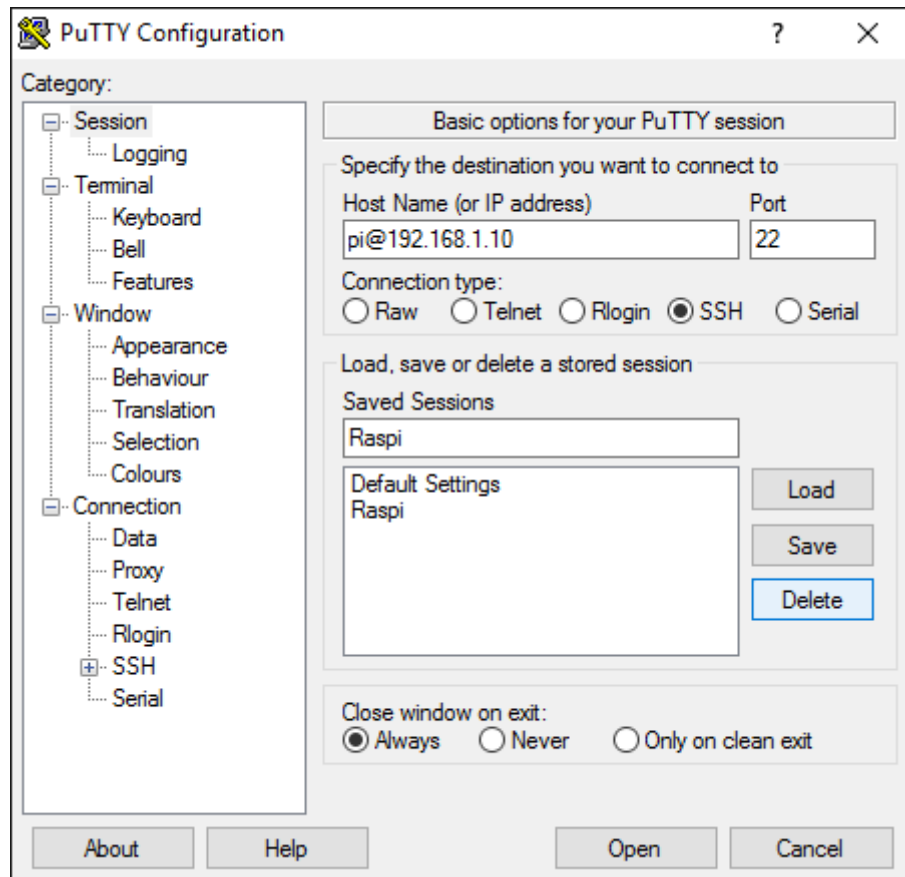 PuTTY Configuration
?
Category:
Session
Logging
Terminal
Keyboard
Bell
Features
Window
Appearance
Behaviour
Translation
Selection
Colours
Connection
Data
Proxy
Telnet
Rlogin
SSH
Serial
Basic options for your PuTTY session
Specify the destination you want to connect to
Host Name (or IP address) Port
pi@192.168.1.10 22
Connection type:
Raw Telnet Rlogin SSH Serial
Load, save or delete a stored session
Saved Sessions
Raspi
Default Settings
Raspi
Load
Save
Delete
Close window on exit:
Always Never Only on clean exit
About Help Open Cancel